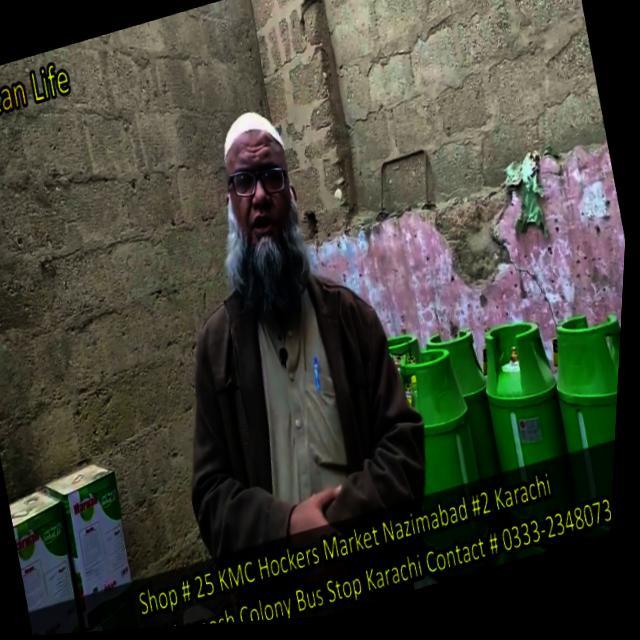 an Life
Shop # 25 KMC Hockers Market Nazimabad #2 Karachi
Colony Bus Stop Karachi Contact # 0333-2348073